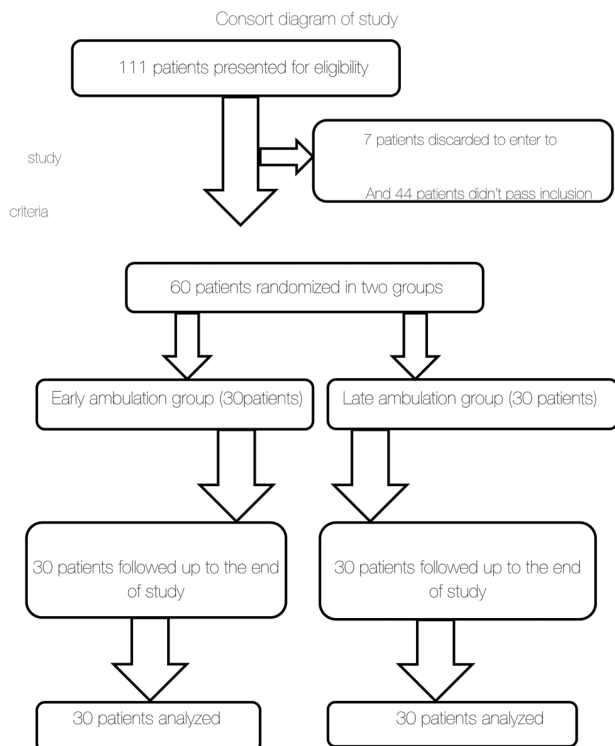 Consort diagram of study
111 patients presented for eligibility
7 patients discarded to enter to
study
And 44 patients didn't pass inclusion
criteria
60 patients randomized in two groups
Early ambulation group (30patients)
Late ambulation group (30 patients)
30 patients followed up to the end
of study
30 patients followed up to the end
of study
30 patients analyzed
30 patients analyzed